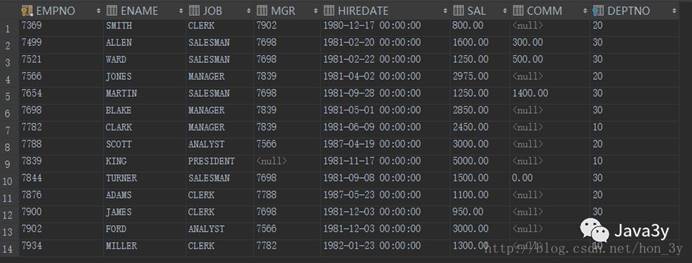 EMPNO ENAME JOB MGR HIREDATE SAL COMM DEPTNO
1 7369 SMITH CLERK 7902 1980-12-17 00:00:00 800.00 <null> 20
2 7499 ALLEN SALESMAN 7698 1981-02-20 00:00:00 1600.00 300.00 30
3 7521 WARD SALESMAN 7698 1981-02-22 00:00:00 1250.00 500.00 30
4 7566 JONES MANAGER 7839 1981-04-02 00:00:00 2975.00 <null> 20
5 7654 MARTIN SALESMAN 7698 1981-09-28 00:00:00 1250.00 1400.00 30
6 7698 BLAKE MANAGER 7839 1981-05-01 00:00:00 2850.00 <null> 30
7 7782 CLARK MANAGER 7839 1981-06-09 00:00:00 2450.00 <null> 10
8 7788 SCOTT ANALYST 7566 1987-04-19 00:00:00 3000.00 <null> 20
9 7839 KING PRESIDENT <null> 1981-11-17 00:00:00 5000.00 <null> 10
10 7844 TURNER SALESMAN 7698 1981-09-08 00:00:00 1500.00 0.00 30
11 7876 ADAMS CLERK 7788 1987-05-23 00:00:00 1100.00 <null> 20
12 7900 JAMES CLERK 7698 1981-12-03 00:00:00 950.00 <null> 30
13 7902 FORD ANALYST 7566 1981-12-03 00:00:00 3000.00 <null>
14 7934 MILLER CLERK 7782 1982-01-23 00:00:00 1300.00 <null>
Java3y
http://blog.csdn.net/hon_3y